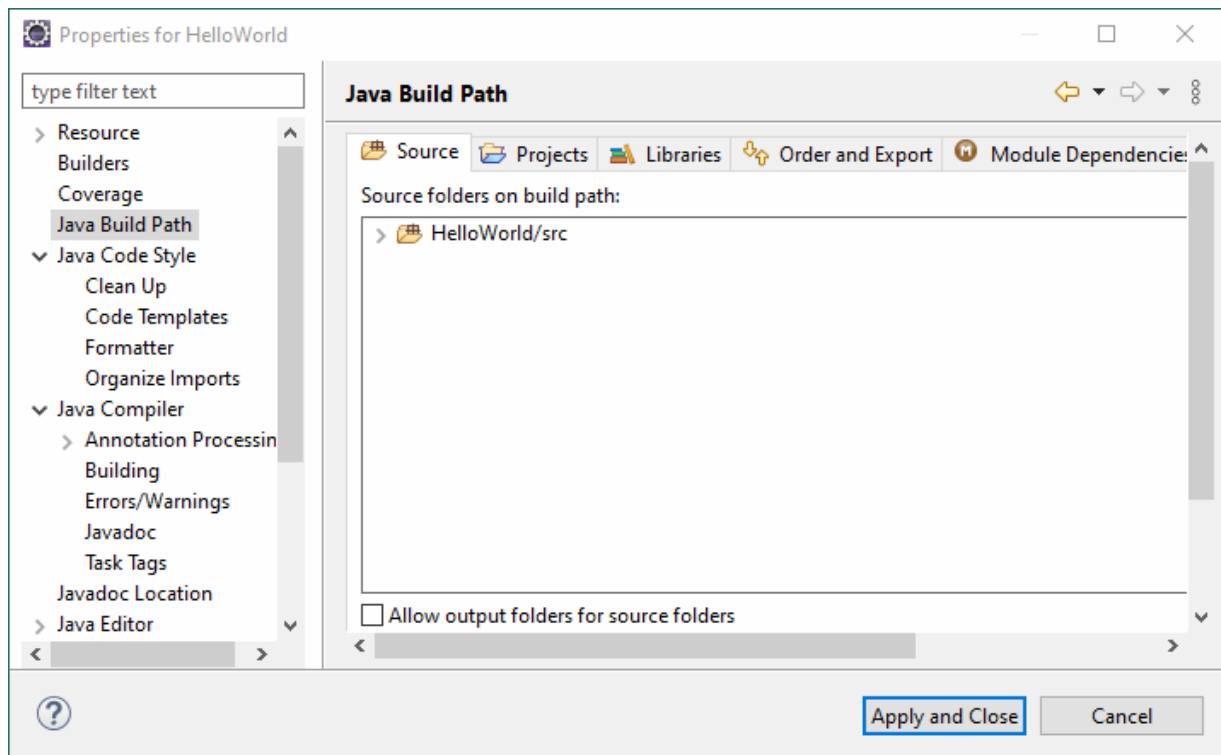 Properties for HelloWorld
type filter text
Resource
Builders
Coverage
Java Build Path
Java Code Style
Clean Up
Code Templates
Formatter
Organize Imports
Java Compiler
Annotation Processin
Building
Errors/Warnings
Javadoc
Task Tags
Javadoc Location
Java Editor
Java Build Path
Source Projects Libraries Order and Export M Module Dependencies
Source folders on build path:
HelloWorld/src
Allow output folders for source folders
? Apply and Close Cancel